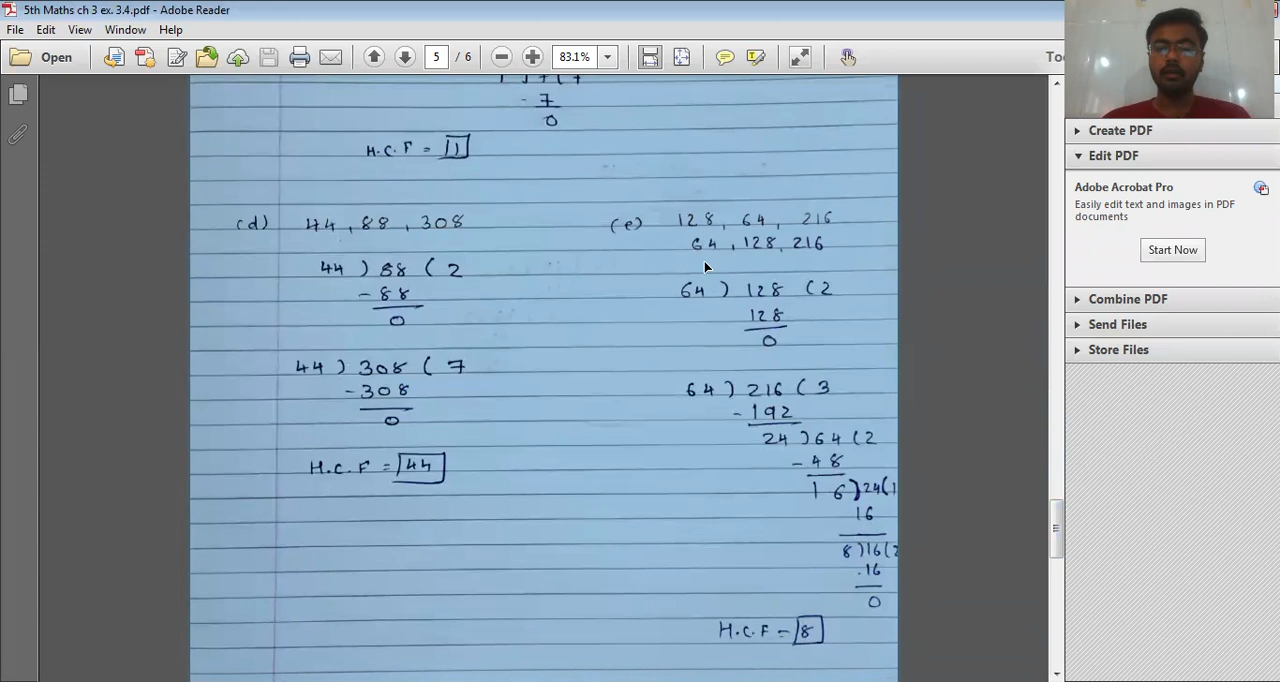 5th Maths ch 3 ex. 3.4.pdf - Adobe Reader
File Edit View Window Help
Open 5 / 6 83.1%
- 7
0
H.C.F = 11
(d) 44, 88, 308
44 ) 88 ( 2
- 88
0
44 ) 308 ( 7
- 308
0
H.C.F = 44
(e) 128, 64, 216
64, 128, 216
64 ) 128 ( 2
128
0
64 ) 216 ( 3
- 192
24 ) 64 ( 2
- 48
16 ) 24 ( 1
16
8 ) 16 ( 2
- 16
0
H.C.F = 8
Create PDF
Edit PDF
Adobe Acrobat Pro
Easily edit text and images in PDF
documents
Start Now
Combine PDF
Send Files
Store Files